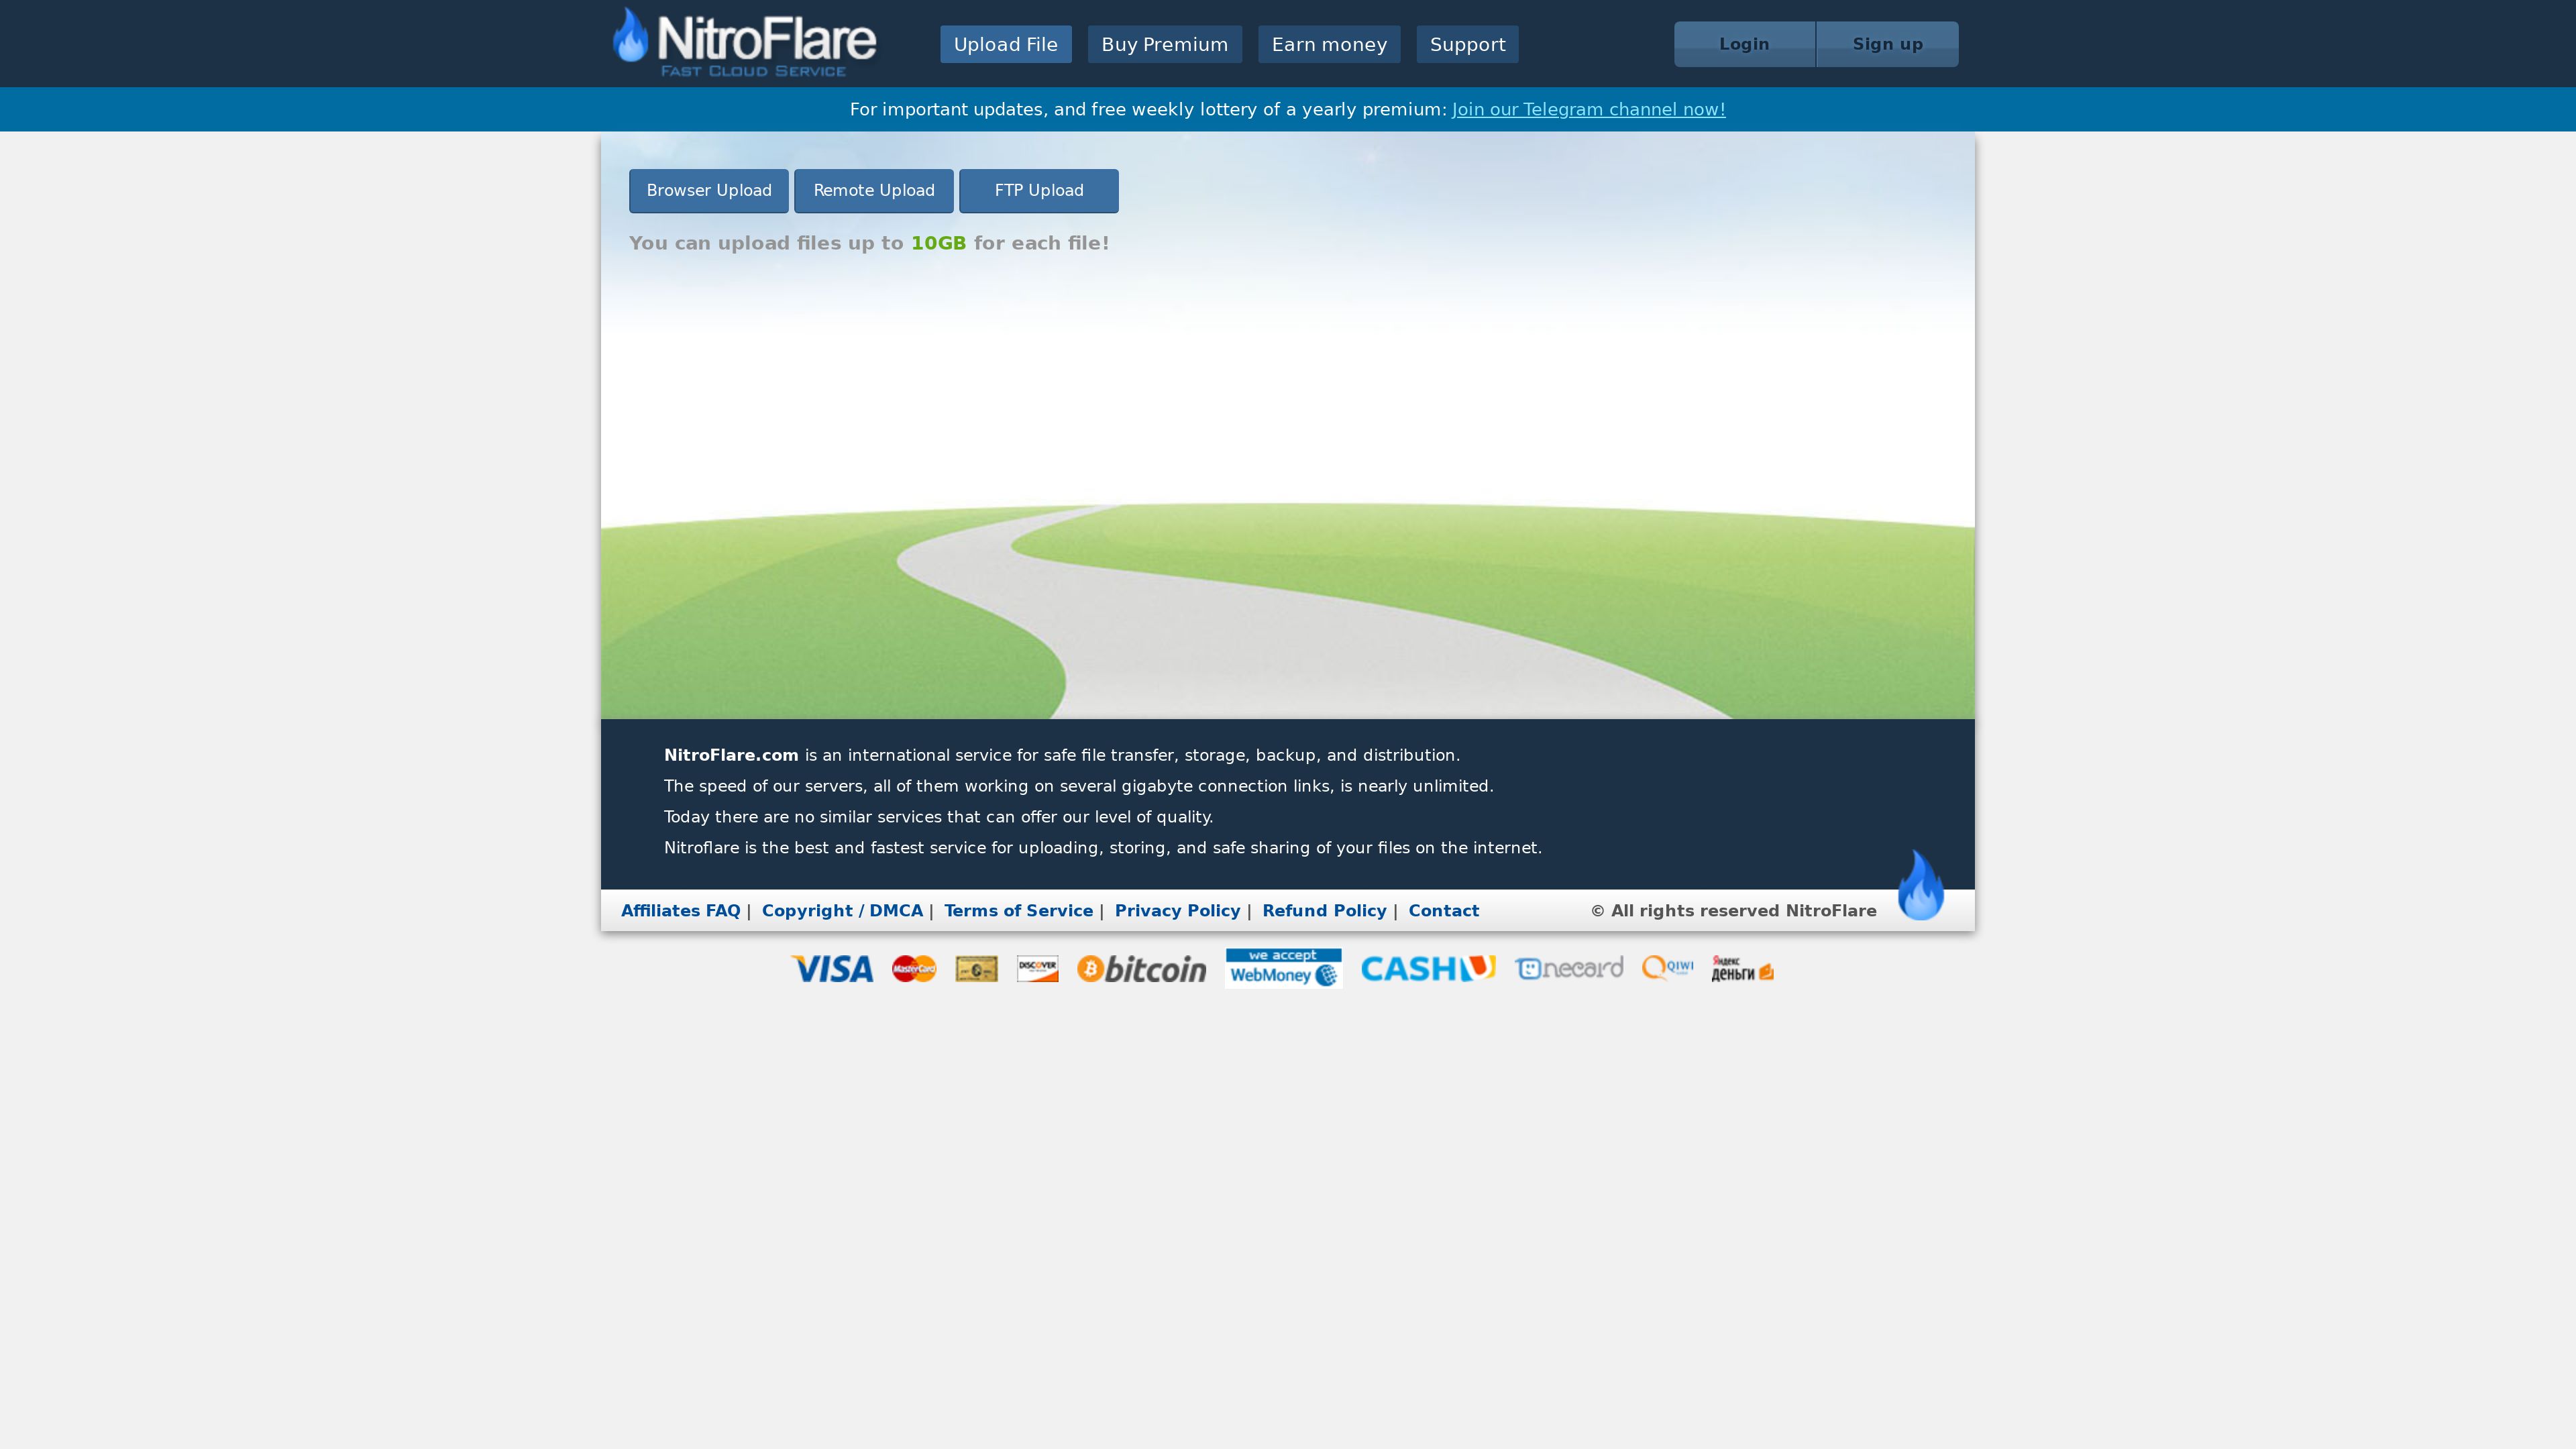 NitroFlare
Fast Cloud Service
Upload File
Buy Premium
Earn money
Support
Login
Sign up
For important updates, and free weekly lottery of a yearly premium: Join our Telegram channel now!
Browser Upload
Remote Upload
FTP Upload
You can upload files up to 10GB for each file!
NitroFlare.com is an international service for safe file transfer, storage, backup, and distribution.
The speed of our servers, all of them working on several gigabyte connection links, is nearly unlimited.
Today there are no similar services that can offer our level of quality.
Nitroflare is the best and fastest service for uploading, storing, and safe sharing of your files on the internet.
Affiliates FAQ | Copyright / DMCA | Terms of Service | Privacy Policy | Refund Policy | Contact
© All rights reserved NitroFlare
VISA
MasterCard
DISCOVER
bitcoin
we accept
WebMoney
CASHU
onecard
QIWI
Яндекс
деньги